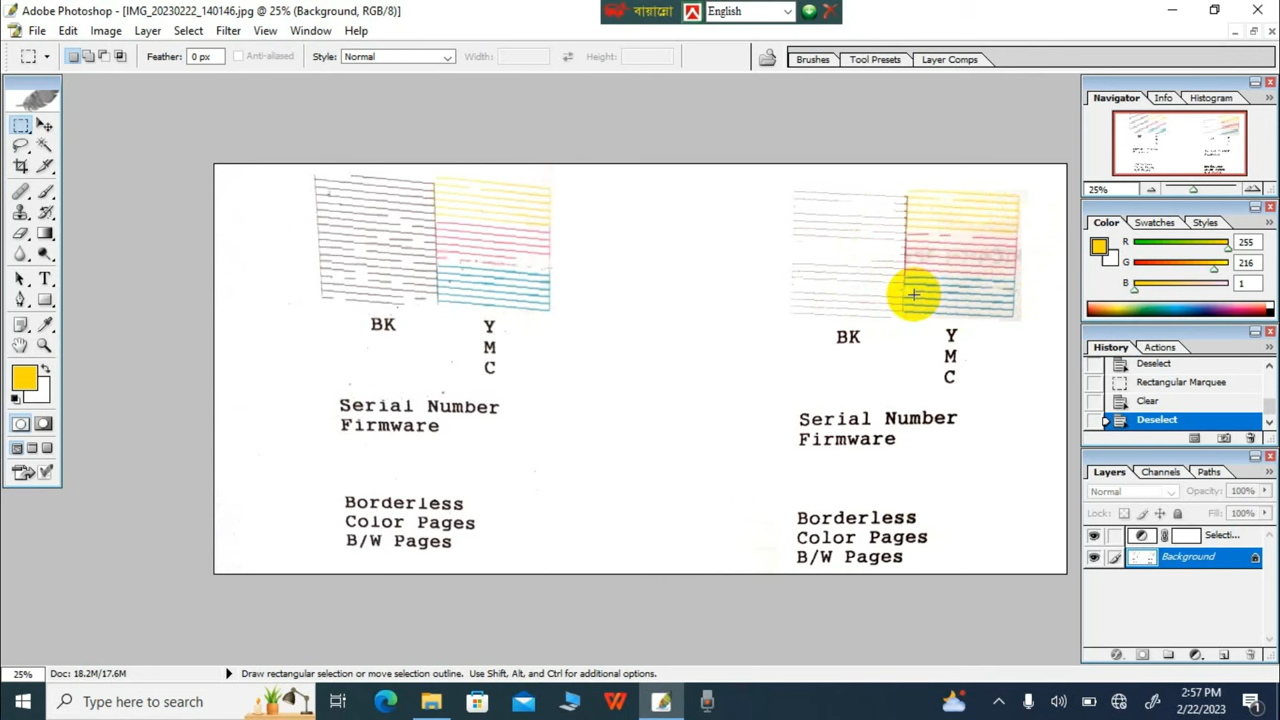 Adobe Photoshop - [IMG_20230222_140146.jpg @ 25% (Background, RGB/8)]
বায়ান্নো English
File Edit Image Layer Select Filter View Window Help
Feather: 0 px Anti-aliased Style: Normal Width: Height: Brushes Tool Presets Layer Comps
Navigator Info Histogram
25%
Color Swatches Styles
R 255
G 216
B 1
History Actions
Deselect
Rectangular Marquee
Clear
Deselect
Layers Channels Paths
Normal Opacity: 100%
Lock: Fill: 100%
Selecti...
Background
BK Y
M
C
Serial Number
Firmware
Borderless
Color Pages
B/W Pages
BK Y
M
C
Serial Number
Firmware
Borderless
Color Pages
B/W Pages
25% Doc: 18.2M/17.6M Draw rectangular selection or move selection outline. Use Shift, Alt, and Ctrl for additional options.
Type here to search
2:57 PM
2/22/2023